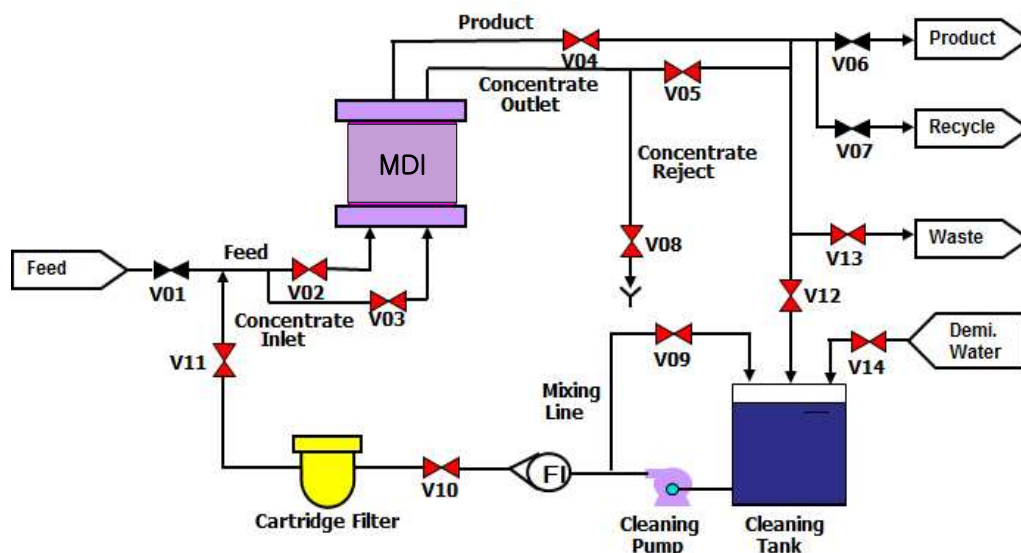 Product
V04
V06
Product
Concentrate
Outlet
V05
V07
Recycle
MDI
Concentrate
Reject
Feed
Feed
V01
V02
V03
Concentrate
Inlet
V08
V13
Waste
V12
V11
V09
V14
Demi.
Water
Mixing
Line
FI
V10
Cartridge Filter
Cleaning
Pump
Cleaning
Tank